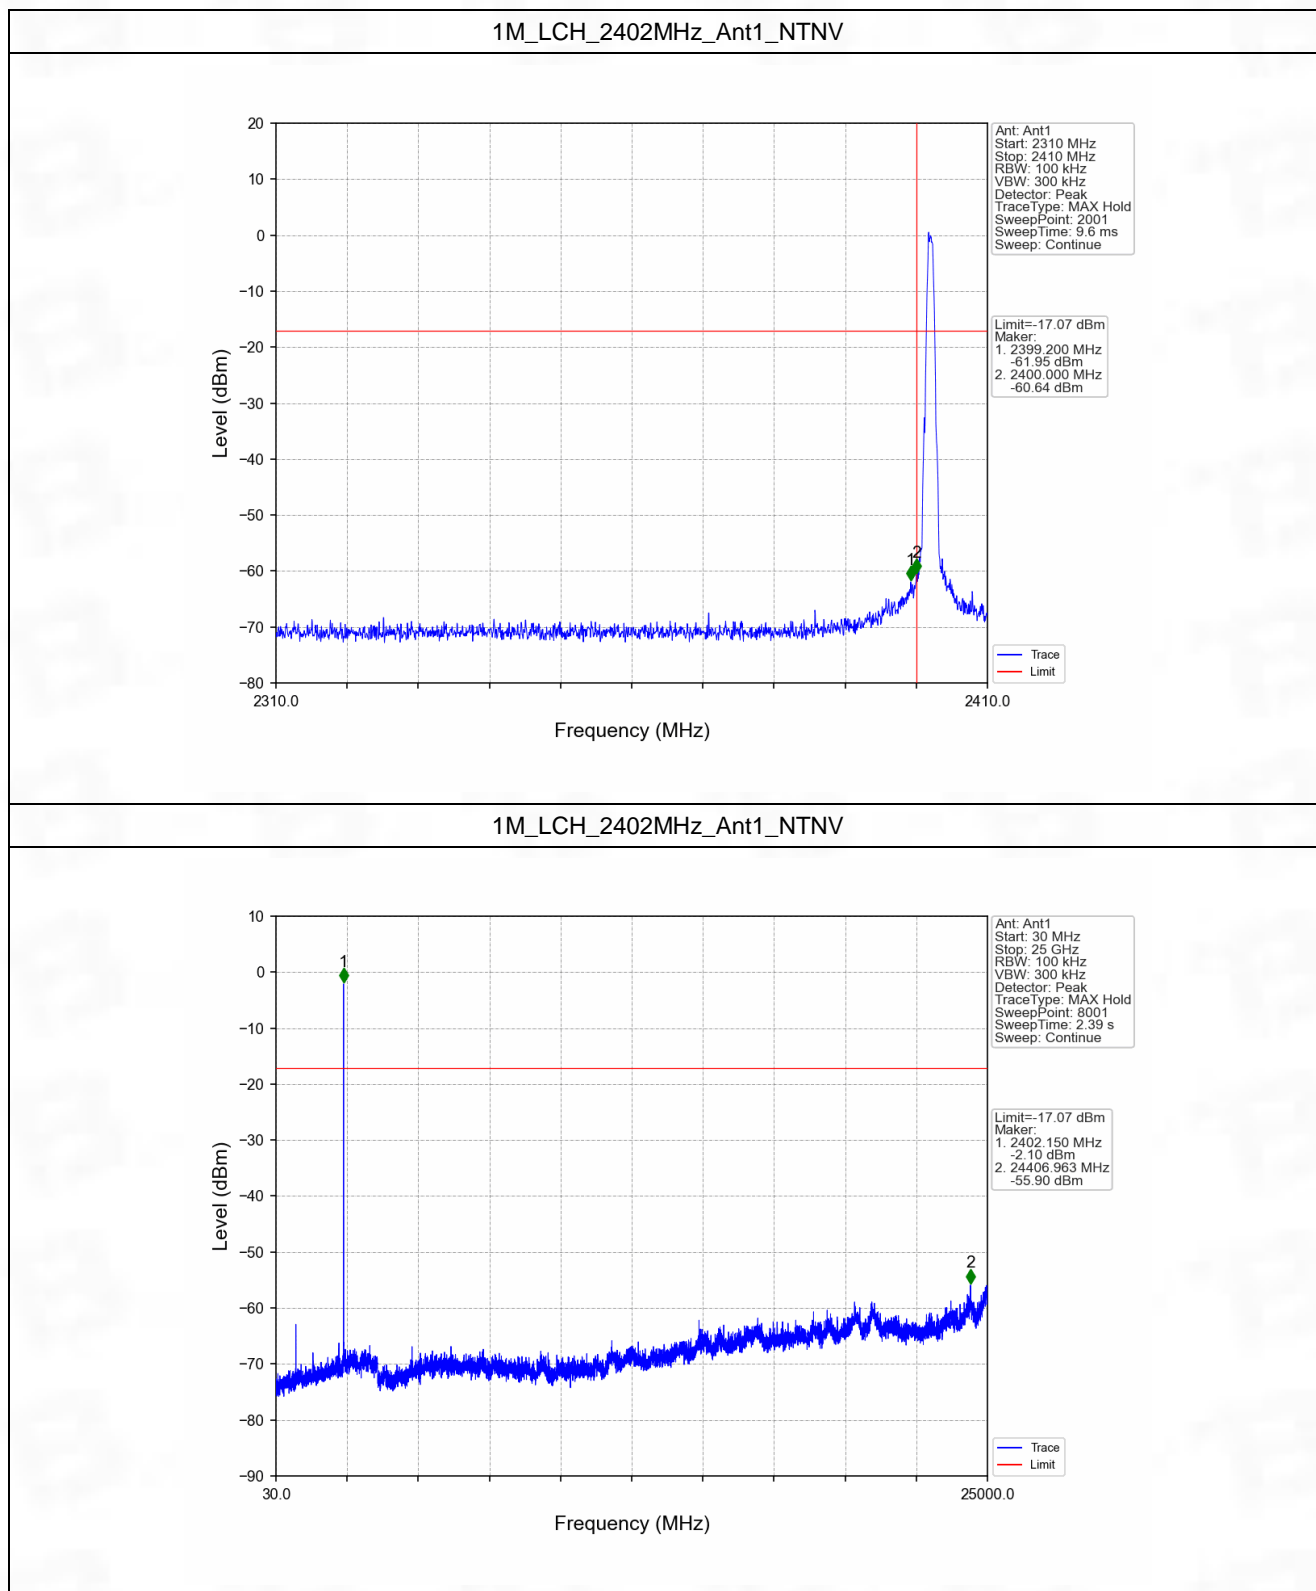 1M_LCH_2402MHz_Ant1_NTNV
20
10
0
−10
−20
−30
−40
−50
−60
−70
−80
Level (dBm)
1
2
2310.0
2410.0
Frequency (MHz)
Ant: Ant1
Start: 2310 MHz
Stop: 2410 MHz
RBW: 100 kHz
VBW: 300 kHz
Detector: Peak
TraceType: MAX Hold
SweepPoint: 2001
SweepTime: 9.6 ms
Sweep: Continue
Limit=-17.07 dBm
Maker:
1. 2399.200 MHz
-61.95 dBm
2. 2400.000 MHz
-60.64 dBm
Trace
Limit
1M_LCH_2402MHz_Ant1_NTNV
10
0
−10
−20
−30
−40
−50
−60
−70
−80
−90
Level (dBm)
1
2
30.0
25000.0
Frequency (MHz)
Ant: Ant1
Start: 30 MHz
Stop: 25 GHz
RBW: 100 kHz
VBW: 300 kHz
Detector: Peak
TraceType: MAX Hold
SweepPoint: 8001
SweepTime: 2.39 s
Sweep: Continue
Limit=-17.07 dBm
Maker:
1. 2402.150 MHz
-2.10 dBm
2. 24406.963 MHz
-55.90 dBm
Trace
Limit